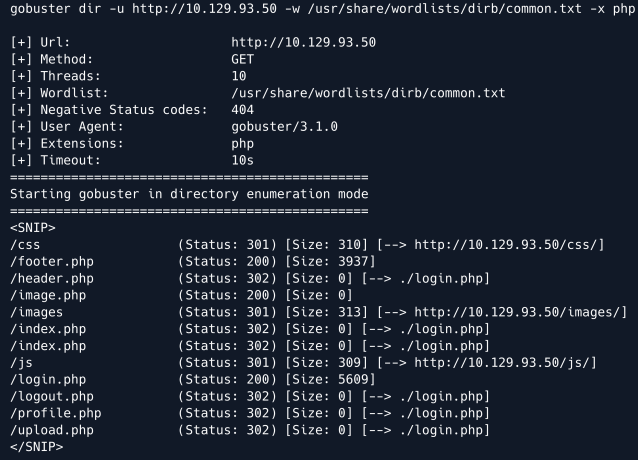 gobuster dir -u http://10.129.93.50 -w /usr/share/wordlists/dirb/common.txt -x php
[+] Url: http://10.129.93.50
[+] Method: GET
[+] Threads: 10
[+] Wordlist: /usr/share/wordlists/dirb/common.txt
[+] Negative Status codes: 404
[+] User Agent: gobuster/3.1.0
[+] Extensions: php
[+] Timeout: 10s
===============================================
Starting gobuster in directory enumeration mode
===============================================
<SNIP>
/css (Status: 301) [Size: 310] [--> http://10.129.93.50/css/]
/footer.php (Status: 200) [Size: 3937]
/header.php (Status: 302) [Size: 0] [--> ./login.php]
/image.php (Status: 200) [Size: 0]
/images (Status: 301) [Size: 313] [--> http://10.129.93.50/images/]
/index.php (Status: 302) [Size: 0] [--> ./login.php]
/index.php (Status: 302) [Size: 0] [--> ./login.php]
/js (Status: 301) [Size: 309] [--> http://10.129.93.50/js/]
/login.php (Status: 200) [Size: 5609]
/logout.php (Status: 302) [Size: 0] [--> ./login.php]
/profile.php (Status: 302) [Size: 0] [--> ./login.php]
/upload.php (Status: 302) [Size: 0] [--> ./login.php]
</SNIP>